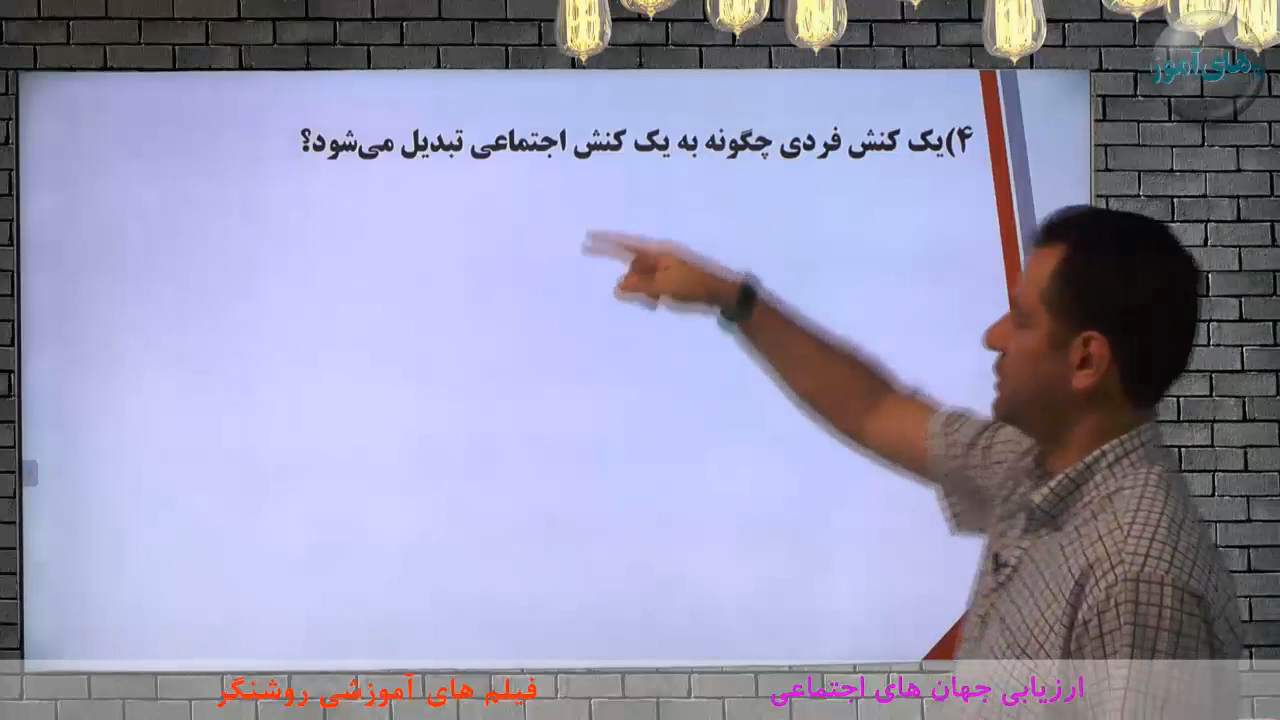 ۴)یک کنش فردی چگونه به یک کنش اجتماعی تبدیل می‌شود؟
ارزیابی جهان های اجتماعی
فیلم های آموزشی روشنگر